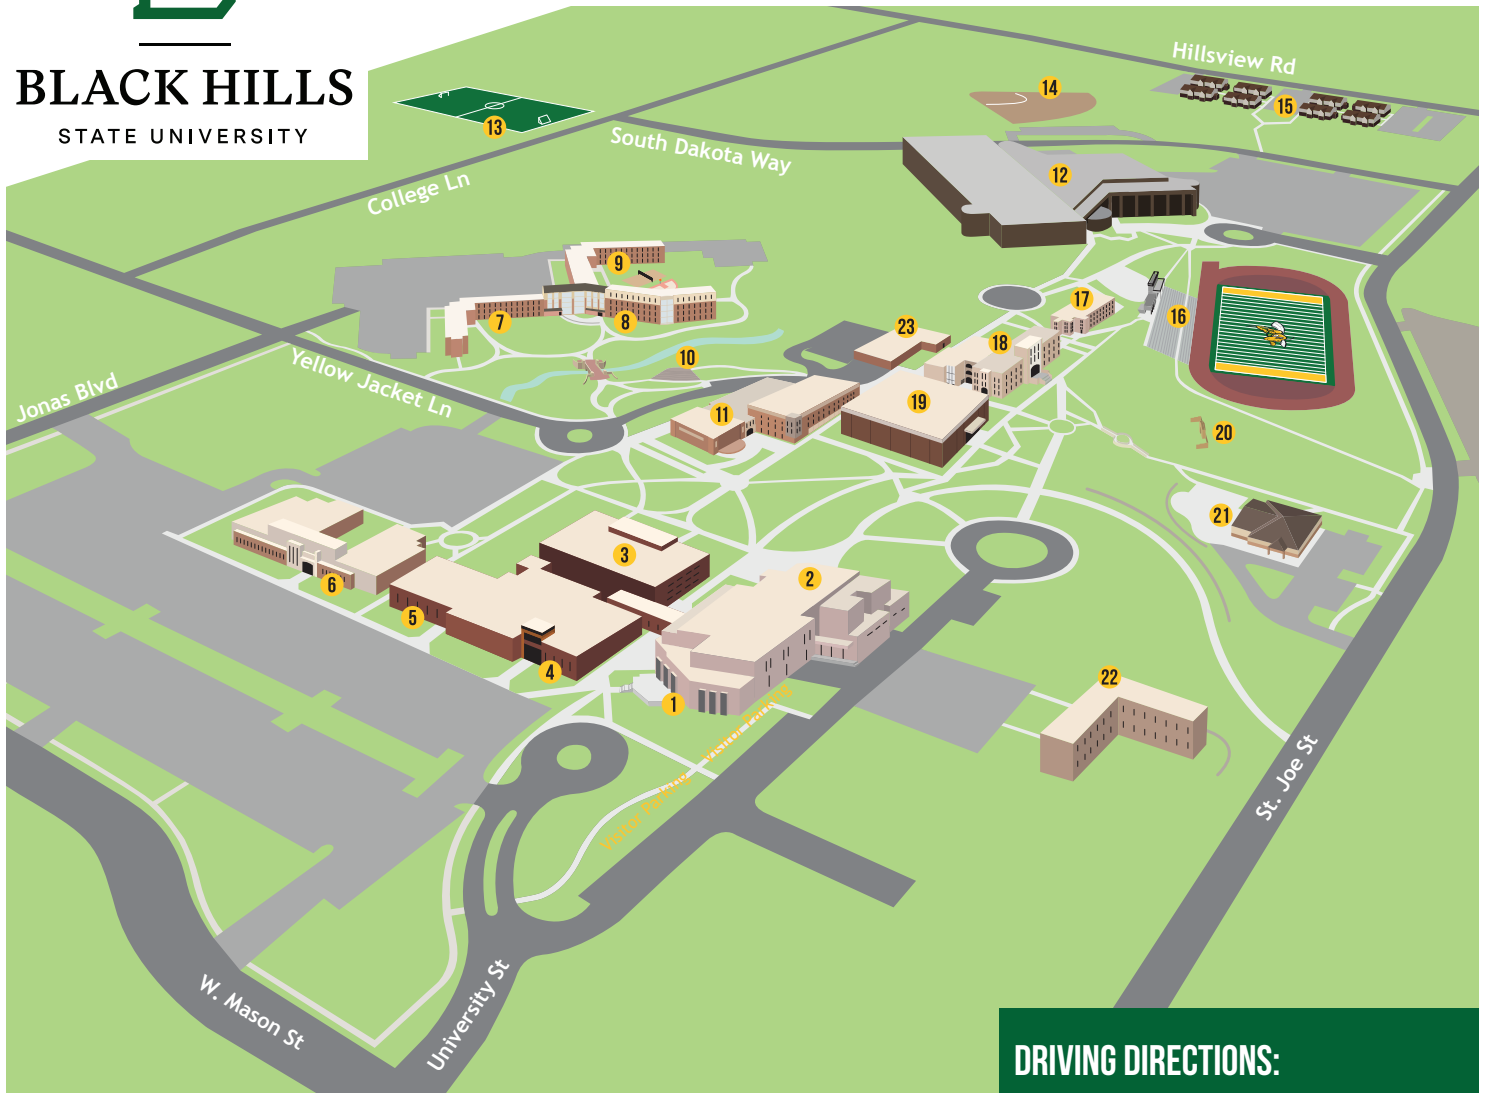 BLACK HILLS
STATE UNIVERSITY
Hillsview Rd
14
15
13
South Dakota Way
12
College Ln
9
7
8
17
16
23
18
10
Yellow Jacket Ln
Jonas Blvd
11
19
20
21
3
2
6
5
4
1
22
Visitor Parking
Visitor Parking
St. Joe St
W. Mason St
University St
DRIVING DIRECTIONS: